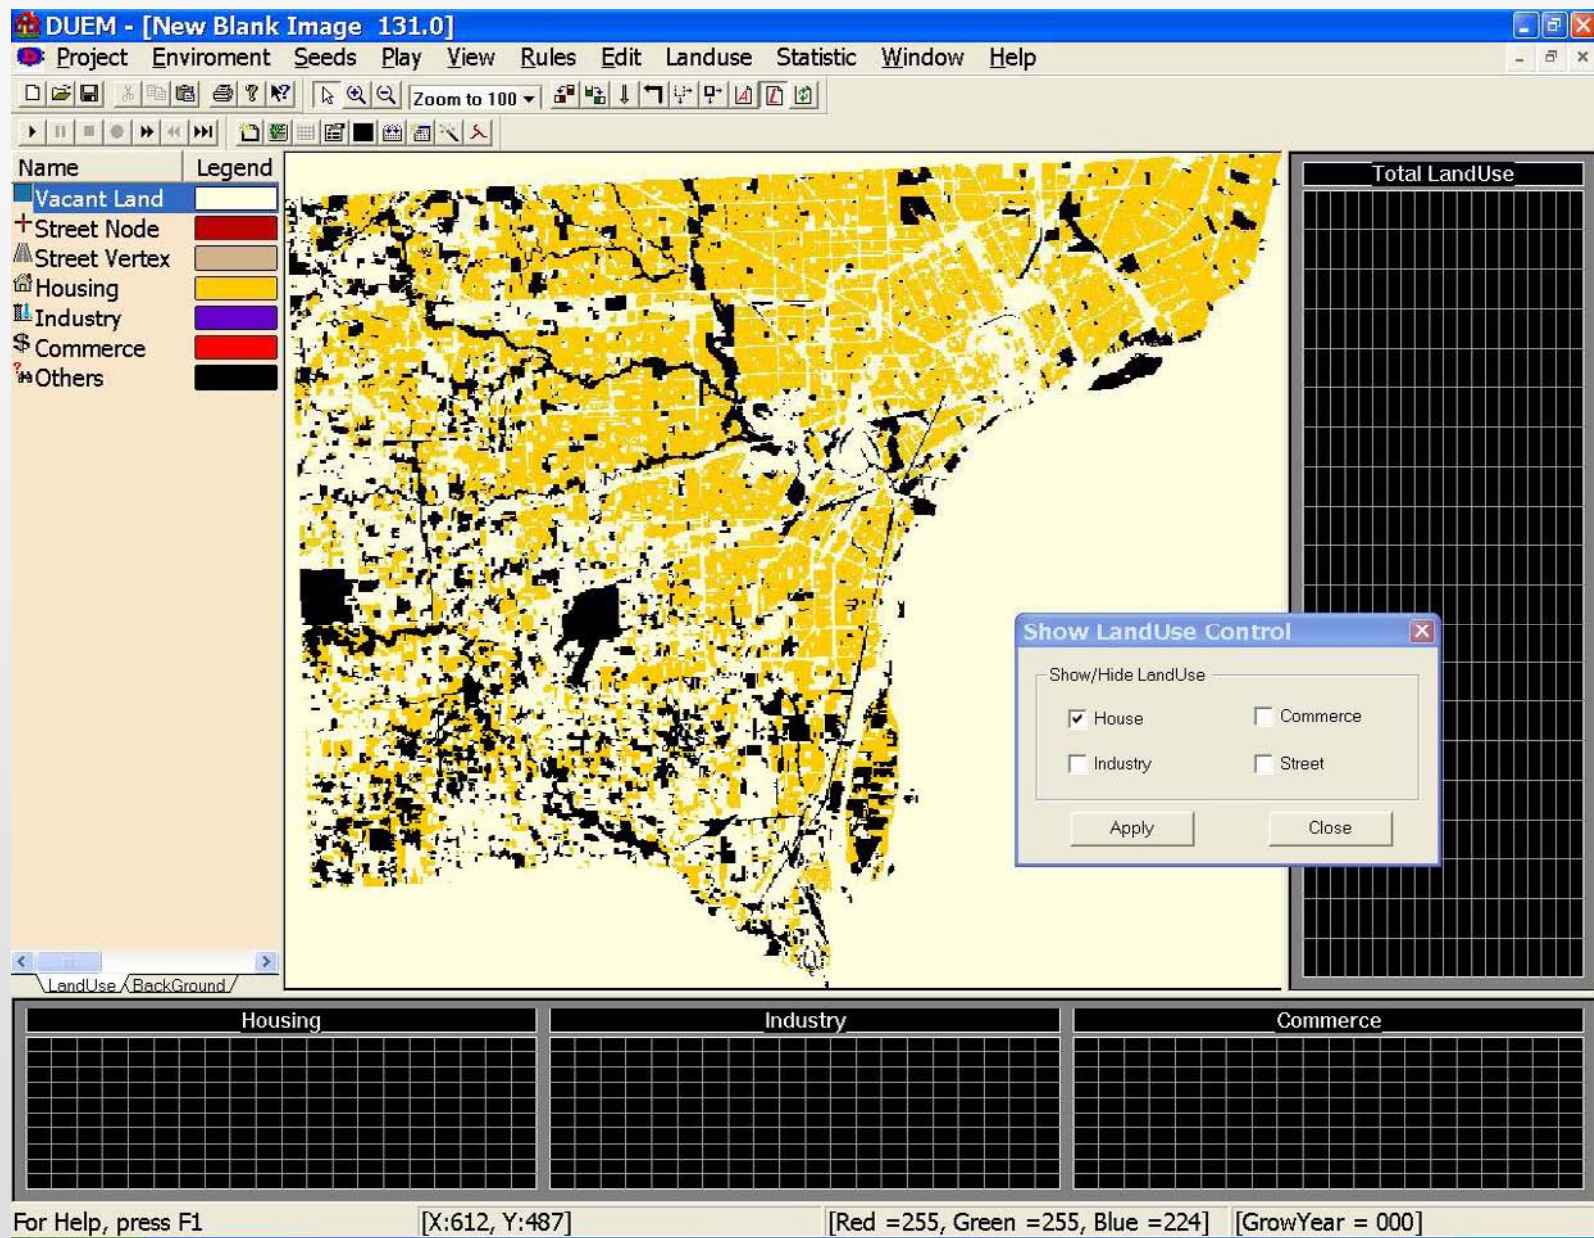 DUEM - [New Blank Image 131.0]
Project Enviroment Seeds Play View Rules Edit Landuse Statistic Window Help
Zoom to 100
Name Legend
Vacant Land
Street Node
Street Vertex
Housing
Industry
Commerce
Others
LandUse BackGround
Total LandUse
Show LandUse Control
Show/Hide LandUse
House Commerce
Industry Street
Apply Close
Housing Industry Commerce
For Help, press F1 [X:612, Y:487] [Red =255, Green =255, Blue =224] [GrowYear = 000]